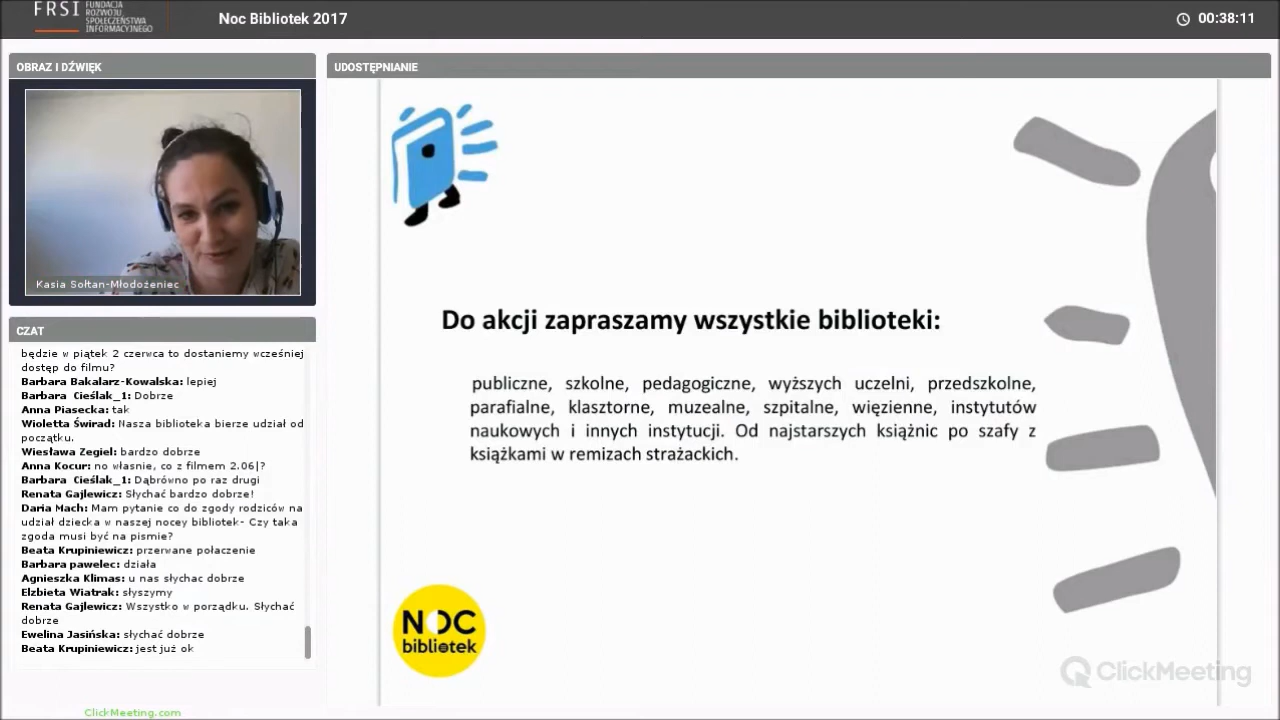 FRSI
FUNDACJA
ROZWOJU
SPOŁECZEŃSTWA
INFORMACYJNEGO
Noc Bibliotek 2017
00:38:11
OBRAZ I DŹWIĘK
Kasia Sołtan-Młodożeniec
CZAT
będzie w piątek 2 czerwca to dostaniemy wcześniej
dostęp do filmu?
Barbara Bakalarz-Kowalska: lepiej
Barbara Cieślak_1: Dobrze
Anna Piasecka: tak
Wioletta Świrad: Nasza biblioteka bierze udział od
początku.
Wiesława Zegiel: bardzo dobrze
Anna Kocur: no własnie, co z filmem 2.06|?
Barbara Cieślak_1: Dąbrówno po raz drugi
Renata Gajlewicz: Słychać bardzo dobrze!
Daria Mach: Mam pytanie co do zgody rodziców na
udział dziecka w naszej nocey bibliotek- Czy taka
zgoda musi być na pismie?
Beata Krupiniewicz: przerwane połaczenie
Barbara pawelec: działa
Agnieszka Klimas: u nas słychac dobrze
Elzbieta Wiatrak: słyszymy
Renata Gajlewicz: Wszystko w porządku. Słychać
dobrze
Ewelina Jasińska: słychać dobrze
Beata Krupiniewicz: jest już ok
ClickMeeting.com
UDOSTĘPNIANIE
Do akcji zapraszamy wszystkie biblioteki:
publiczne, szkolne, pedagogiczne, wyższych uczelni, przedszkolne,
parafialne, klasztorne, muzealne, szpitalne, więzienne, instytutów
naukowych i innych instytucji. Od najstarszych książnic po szafy z
książkami w remizach strażackich.
NOC
bibliotek
ClickMeeting